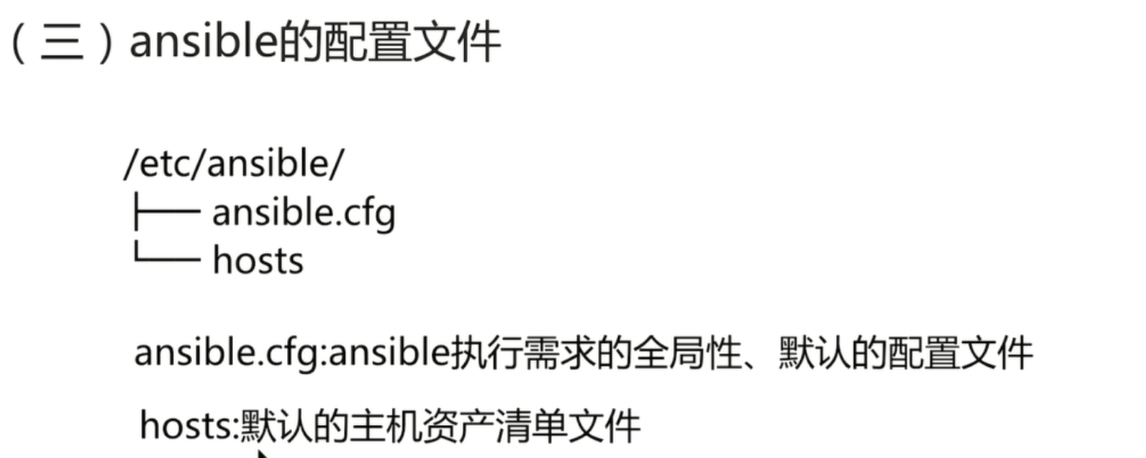 （三）ansible的配置文件
/etc/ansible/
├── ansible.cfg
└── hosts
ansible.cfg:ansible执行需求的全局性、默认的配置文件
hosts:默认的主机资产清单文件